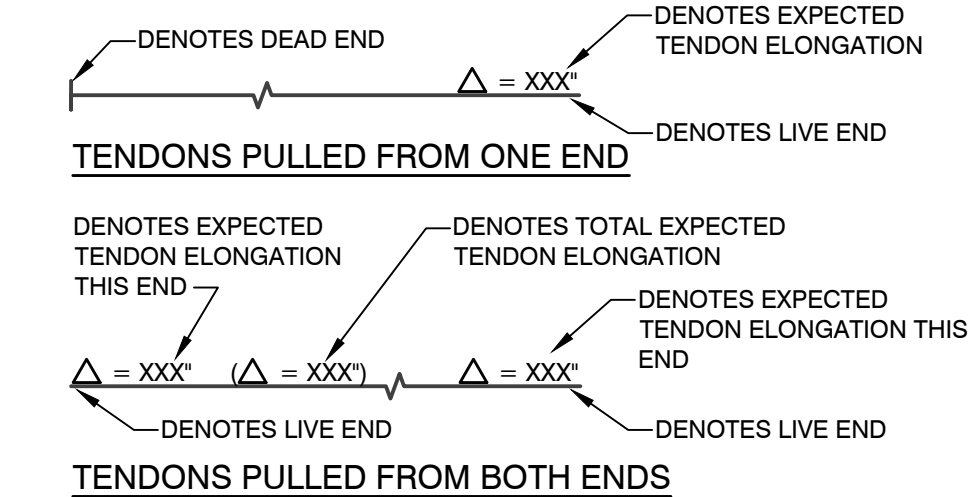 DENOTES DEAD END
DENOTES EXPECTED
TENDON ELONGATION
△ = XXX"
DENOTES LIVE END
TENDONS PULLED FROM ONE END
DENOTES EXPECTED
TENDON ELONGATION
THIS END
DENOTES TOTAL EXPECTED
TENDON ELONGATION
DENOTES EXPECTED
TENDON ELONGATION THIS
END
△ = XXX" (△ = XXX") △ = XXX"
DENOTES LIVE END
DENOTES LIVE END
TENDONS PULLED FROM BOTH ENDS